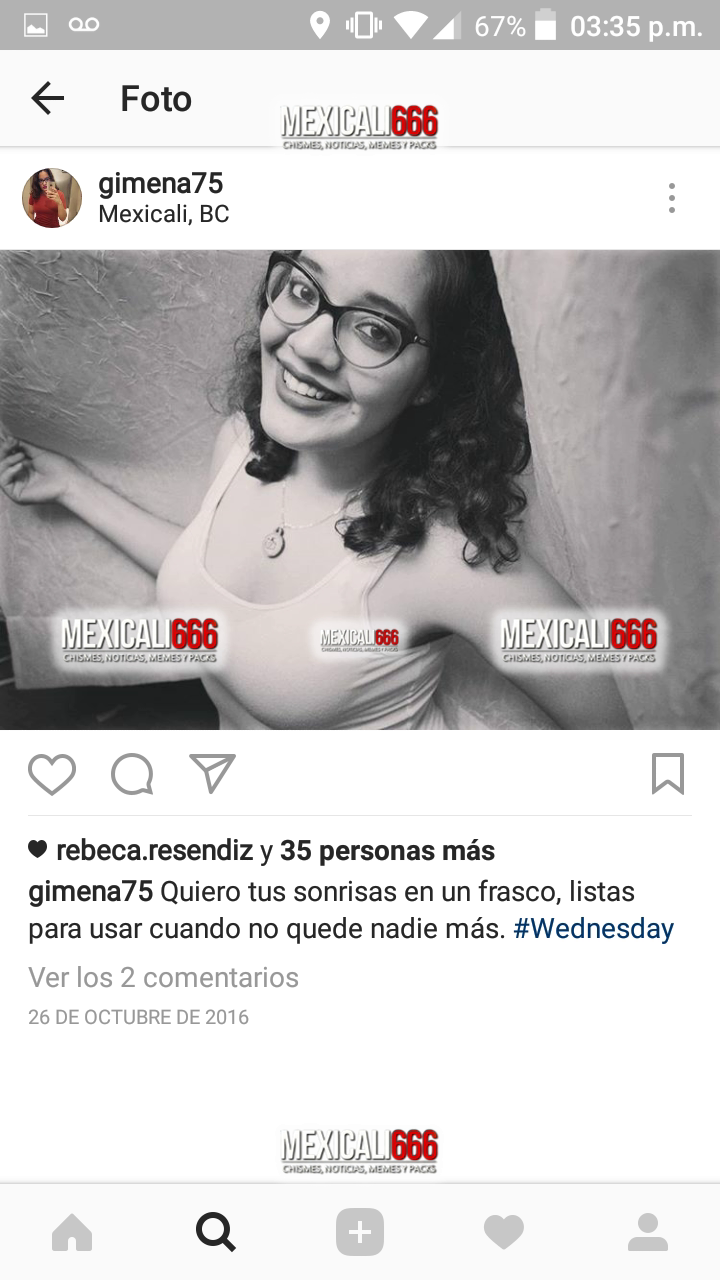 67% 03:35 p.m.
Foto
MEXICALI666
CHISMES, NOTICIAS, MEMES Y PACKS
gimena75
Mexicali, BC
MEXICALI666
CHISMES, NOTICIAS, MEMES Y PACKS
MEXICALI666
CHISMES, NOTICIAS, MEMES Y PACKS
MEXICALI666
CHISMES, NOTICIAS, MEMES Y PACKS
rebeca.resendiz y 35 personas más
gimena75 Quiero tus sonrisas en un frasco, listas
para usar cuando no quede nadie más. #Wednesday
Ver los 2 comentarios
26 DE OCTUBRE DE 2016
MEXICALI666
CHISMES, NOTICIAS, MEMES Y PACKS